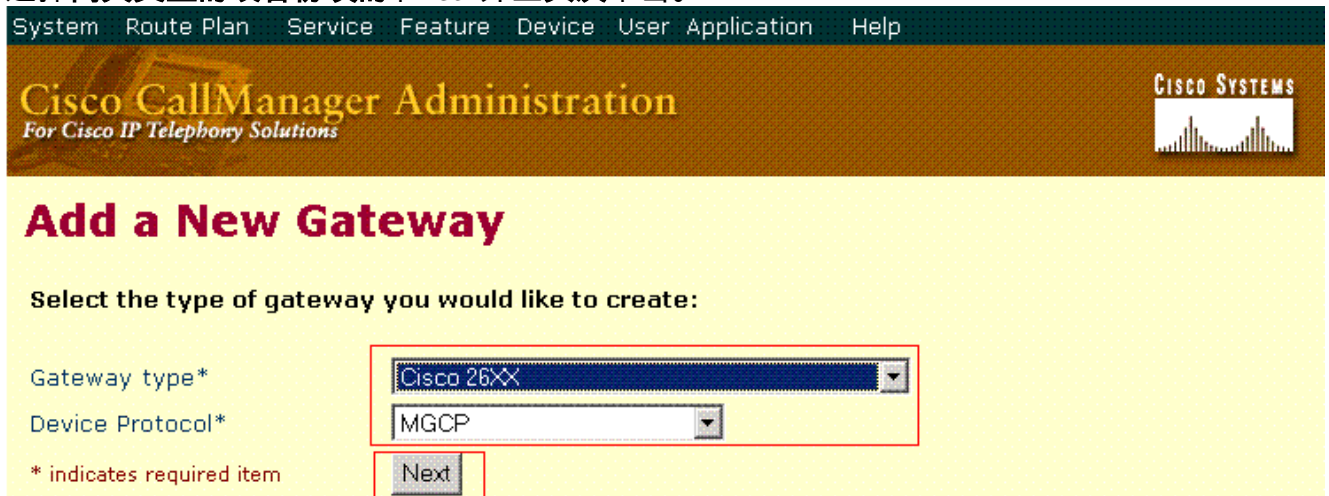 System Route Plan Service Feature Device User Application Help
Cisco CallManager Administration
For Cisco IP Telephony Solutions
CISCO SYSTEMS
Add a New Gateway
Select the type of gateway you would like to create:
Gateway type* Cisco 26XX
Device Protocol* MGCP
* indicates required item Next